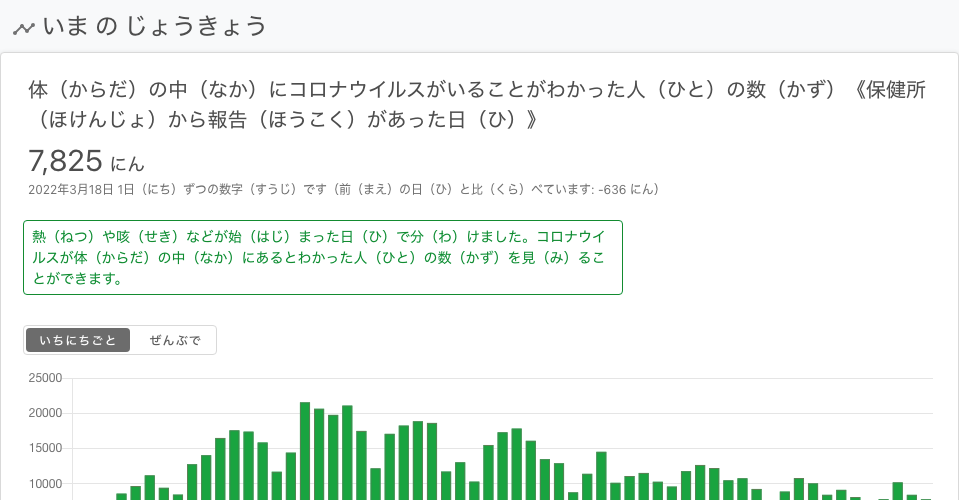 いま の じょうきょう
体（からだ）の中（なか）にコロナウイルスがいることがわかった人（ひと）の数（かず）《保健所
（ほけんじょ）から報告（ほうこく）があった日（ひ）》
7,825 にん
2022年3月18日 1日（にち）ずつの数字（すうじ）です（前（まえ）の日（ひ）と比（くら）べています: -636 にん）
熱（ねつ）や咳（せき）などが始（はじ）まった日（ひ）で分（わ）けました。コロナウイ
ルスが体（からだ）の中（なか）にあるとわかった人（ひと）の数（かず）を見（み）るこ
とができます。
いちにちごと ぜんぶで
25000
20000
15000
10000